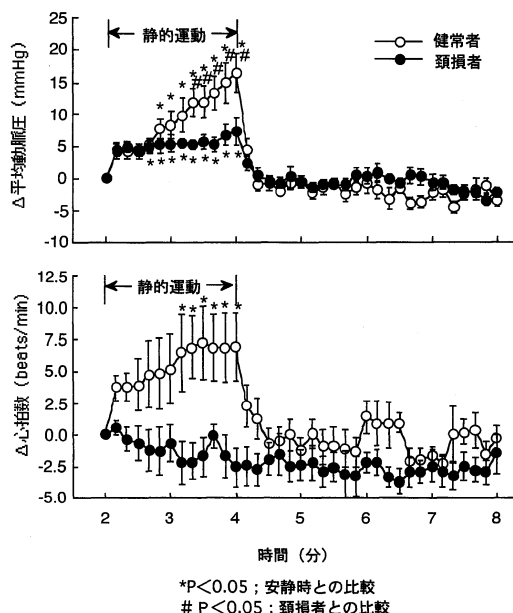 静的運動
健常者
頚損者
Δ平均動脈圧 (mmHg)
25
20
15
10
5
0
-5
-10
* * * * * * * *
# # # #
* * * * * * * * *
静的運動
Δ心拍数 (beats/min)
12.5
10.0
7.5
5.0
2.5
0.0
-2.5
-5.0
* * * * * *
2 3 4 5 6 7 8
時間 (分)
*P<0.05 ; 安静時との比較
# P<0.05 ; 頚損者との比較